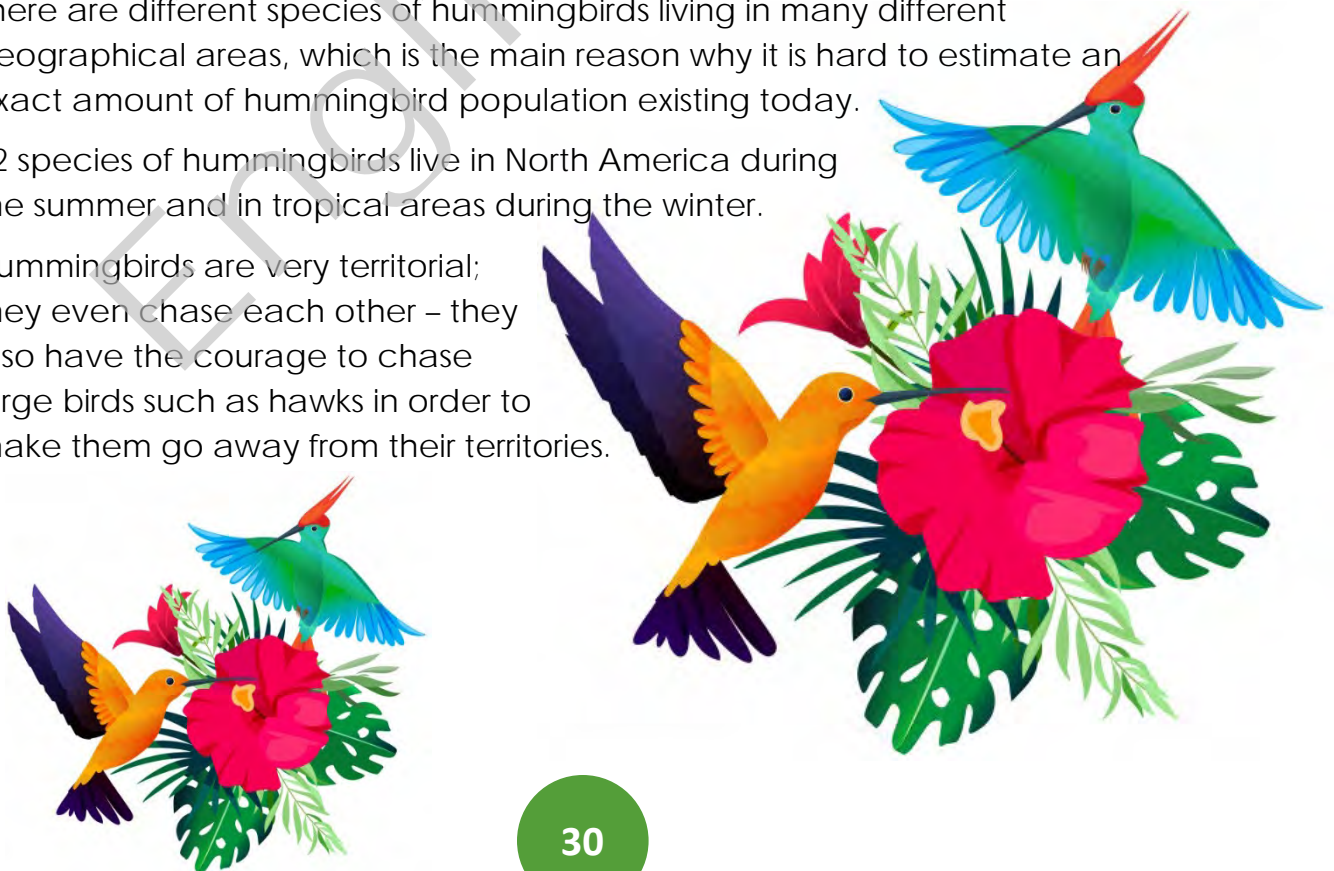 here are different species of hummingbirds living in many different
eographical areas, which is the main reason why it is hard to estimate an
xact amount of hummingbird population existing today.
2 species of hummingbirds live in North America during
he summer and in tropical areas during the winter.
ummingbirds are very territorial;
hey even chase each other – they
so have the courage to chase
arge birds such as hawks in order to
ake them go away from their territories.
Engl
30